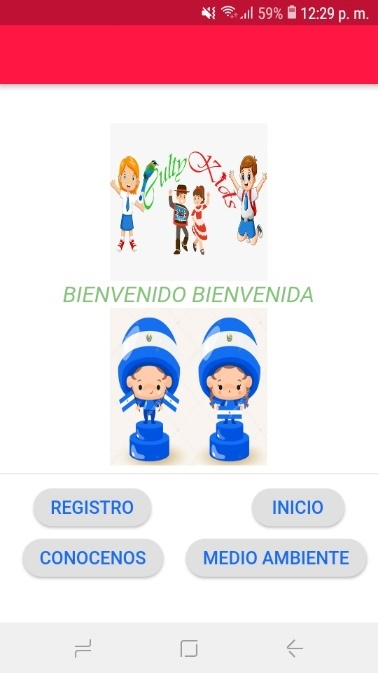 59% 12:29 p. m.
Culty Kids
BIENVENIDO BIENVENIDA
REGISTRO INICIO
CONOCENOS MEDIO AMBIENTE